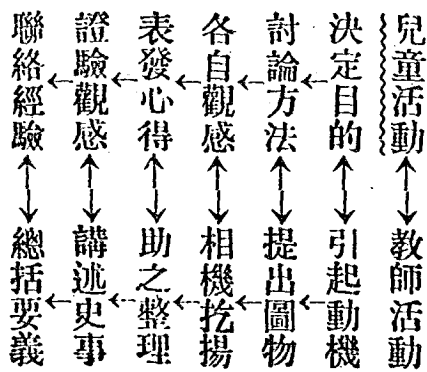 兒童活動↔教師活動
決定目的↔引起動機
討論方法↔提出圖物
各自觀感↔相機扢揚
表發心得↔助之整理
證驗觀感↔講述史事
聯絡經驗↔總括要義